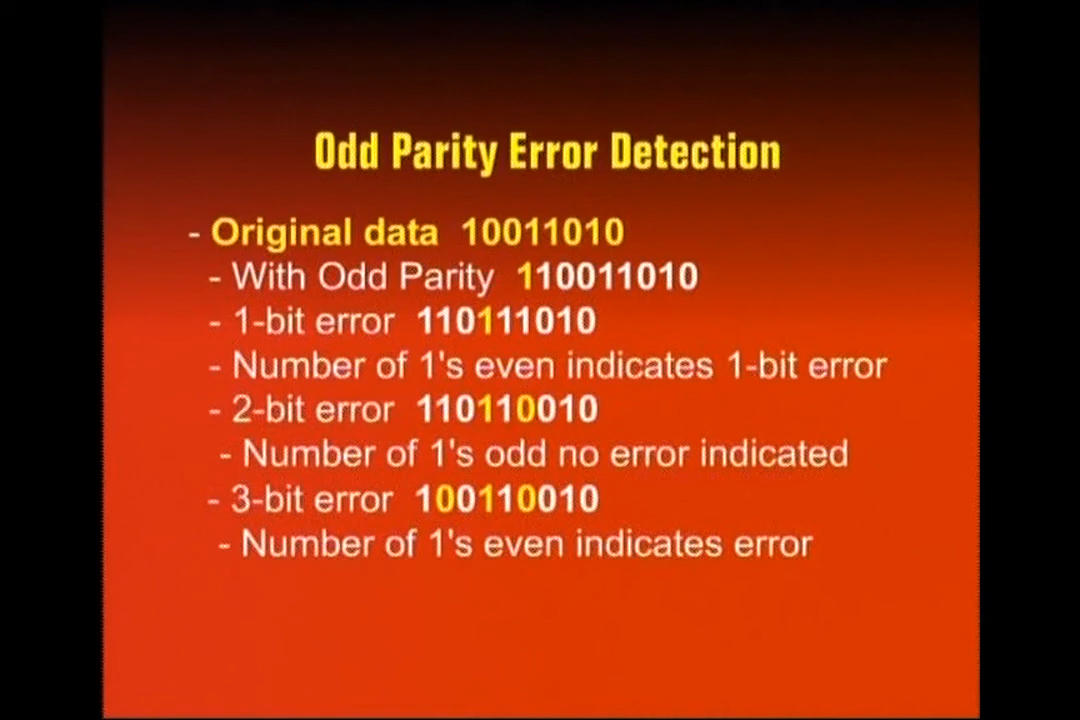 Odd Parity Error Detection
- Original data 10011010
- With Odd Parity 110011010
- 1-bit error 110111010
- Number of 1's even indicates 1-bit error
- 2-bit error 110110010
- Number of 1's odd no error indicated
- 3-bit error 100110010
- Number of 1's even indicates error